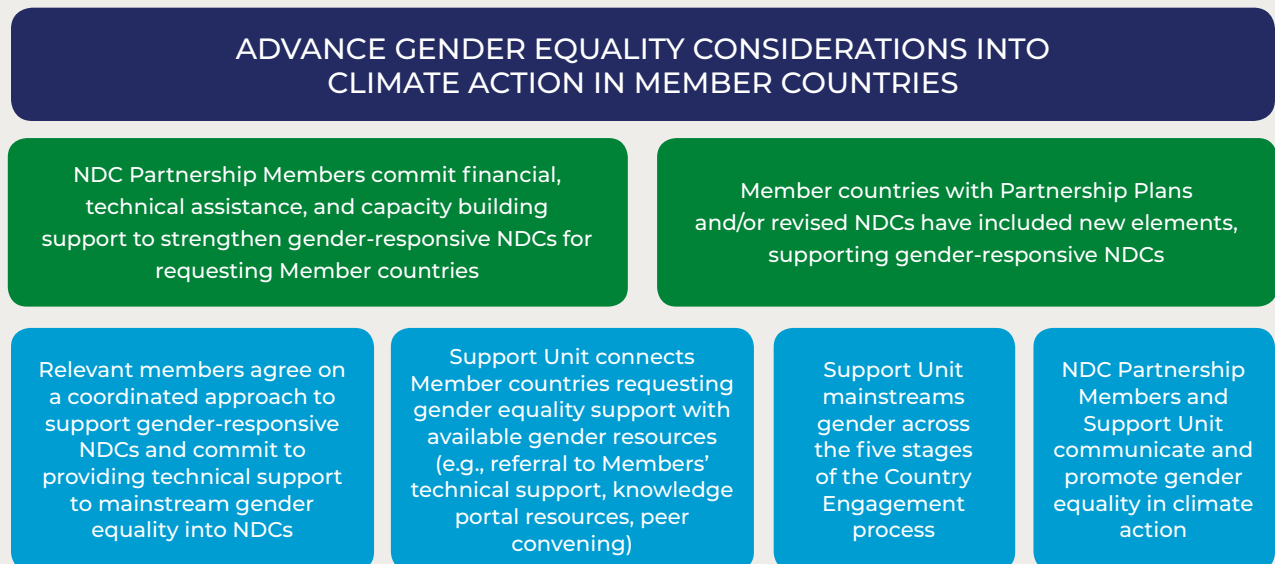 ADVANCE GENDER EQUALITY CONSIDERATIONS INTO
CLIMATE ACTION IN MEMBER COUNTRIES
NDC Partnership Members commit financial,
technical assistance, and capacity building
support to strengthen gender-responsive NDCs for
requesting Member countries
Member countries with Partnership Plans
and/or revised NDCs have included new elements,
supporting gender-responsive NDCs
Relevant members agree on
a coordinated approach to
support gender-responsive
NDCs and commit to
providing technical support
to mainstream gender
equality into NDCs
Support Unit connects
Member countries requesting
gender equality support with
available gender resources
(e.g., referral to Members’
technical support, knowledge
portal resources, peer
convening)
Support Unit
mainstreams
gender across
the five stages
of the Country
Engagement
process
NDC Partnership
Members and
Support Unit
communicate and
promote gender
equality in climate
action